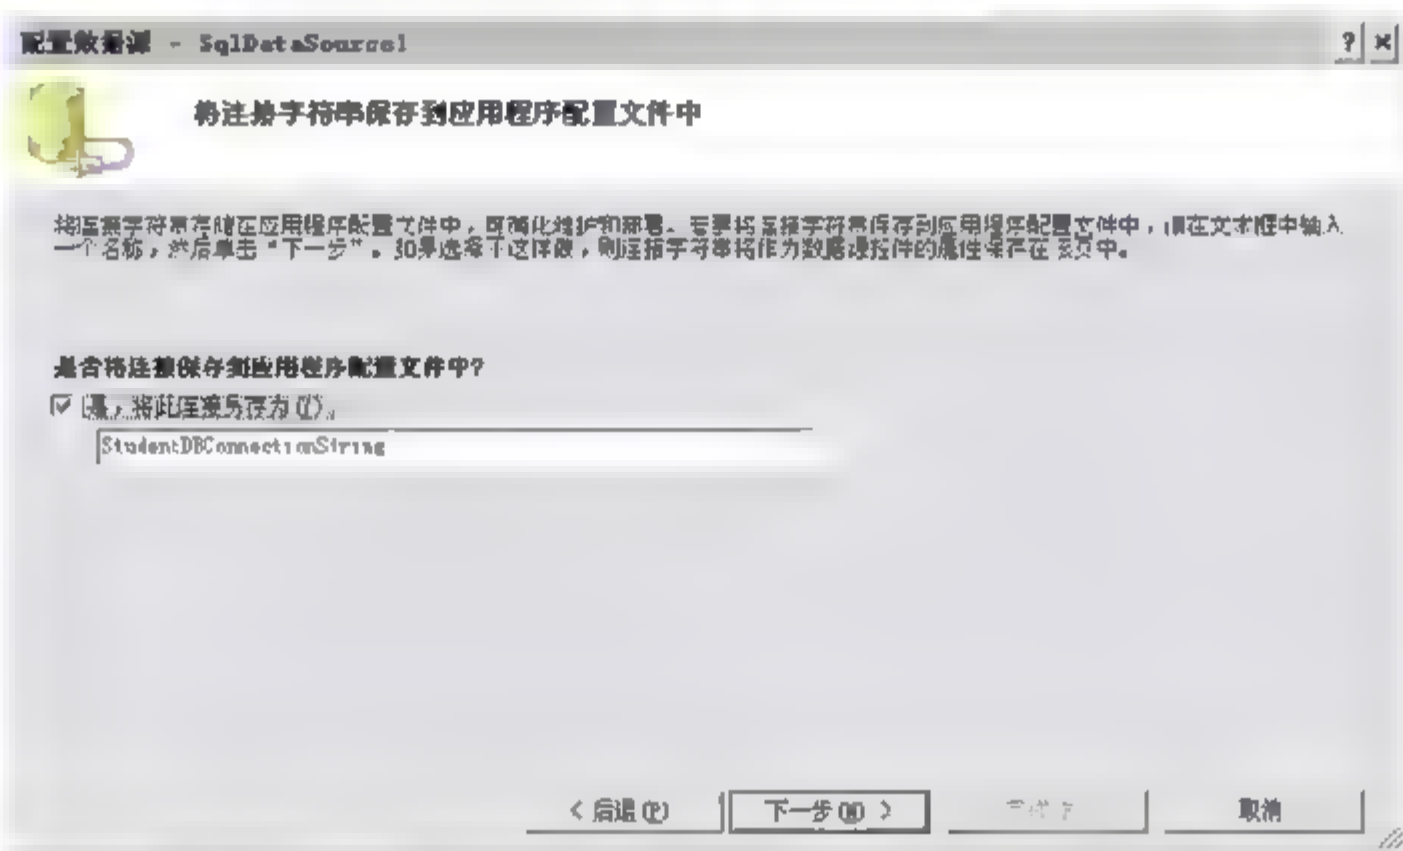 配置数据源 - SqlDataSource1
将连接字符串保存到应用程序配置文件中
将连接字符串存储在应用程序配置文件中，可简化维护和部署。若要将连接字符串保存到应用程序配置文件中，请在文本框中输入
一个名称，然后单击“下一步”。如果选择不这样做，则连接字符串将作为数据源控件的属性保存在该页中。
是否将连接保存到应用程序配置文件中?
是，将此连接另存为(Y):
StudentDBConnectionString
< 后退(P) 下一步(N) > 取消